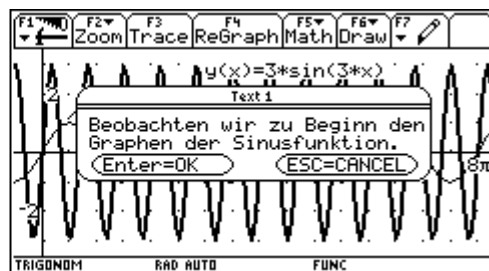 F1 F2 F3 F4 F5 F6 F7
Zoom Trace ReGraph Math Draw
y(x)=3*sin(3*x)
2
Text 1
Beobachten wir zu Beginn den
Graphen der Sinusfunktion.
Enter=OK ESC=CANCEL
8π
-2
TRIGONOM RAD AUTO FUNC